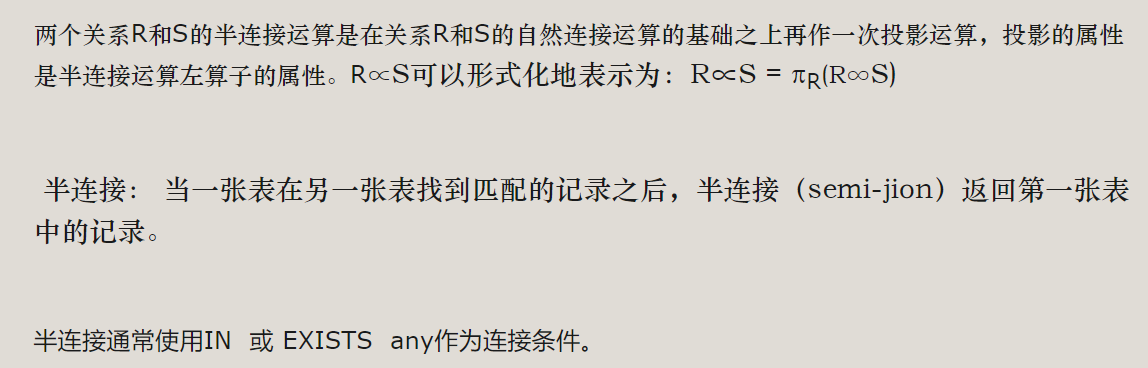 两个关系R和S的半连接运算是在关系R和S的自然连接运算的基础之上再作一次投影运算，投影的属性
是半连接运算左算子的属性。R∝S可以形式化地表示为：R∝S = πR(R∞S)
半连接： 当一张表在另一张表找到匹配的记录之后，半连接（semi-jion）返回第一张表
中的记录。
半连接通常使用IN 或 EXISTS any作为连接条件。